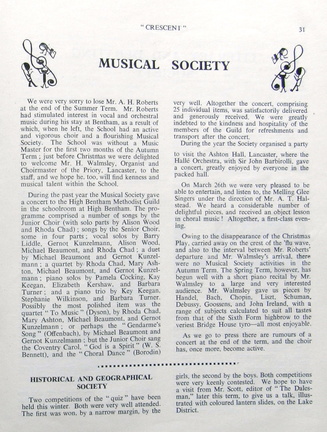 "CRESCENT"
31
MUSICAL SOCIETY
We were very sorry to lose Mr. A. H. Roberts
at the end of the Summer Term. Mr. Roberts
had stimulated interest in vocal and orchestral
music during his stay at Bentham, as a result of
which, when he left, the School had an active
and vigorous choir and a flourishing Musical
Society. The School was without a Music
Master for the first two months of the Autumn
Term; just before Christmas we were delighted
to welcome Mr. H. Walmsley, Organist and
Choirmaster of the Priory, Lancaster, to the
staff, and we hope he, too, will find keenness and
musical talent within the School.
During the past year the Musical Society gave
a concert to the High Bentham Methodist Guild
in the schoolroom at High Bentham. The pro-
gramme comprised a number of songs by the
Junior Choir (with solo parts by Alison Wood
and Rhoda Chad); songs by the Senior Choir,
some in four parts; vocal solos by Barry
Liddle, Gernot Kunzelmann, Alison Wood,
Michael Beaumont, and Rhoda Chad; a duet
by Michael Beaumont and Gernot Kunzel-
mann; a quartet by Rhoda Chad, Mary Ash-
ton, Michael Beaumont, and Gernot Kunzel-
mann; piano solos by Pamela Cocking, Kay
Keegan, Elizabeth Kershaw, and Barbara
Turner; and a piano trio by Kay Keegan,
Stephanie Wilkinson, and Barbara Turner.
Possibly the most polished item was the
quartet "To Music" (Dyson), by Rhoda Chad,
Mary Ashton, Michael Beaumont, and Gernot
Kunzelmann; or perhaps the "Gendarme's
Song" (Offenbach), by Michael Beaumont and
Gernot Kunzelmann; but the Junior Choir sang
the Coventry Carol, "God is a Spirit" (W. S.
Bennett), and the "Choral Dance" (Borodin)
very well. Altogether the concert, comprising
25 individual items, was satisfactorily delivered
and generously received. We were greatly
indebted to the kindness and hospitality of the
members of the Guild for refreshments and
transport after the concert.
During the year the Society organised a party
to visit the Ashton Hall, Lancaster, where the
Hallé Orchestra, with Sir John Barbirolli, gave
a concert, greatly enjoyed by everyone in the
packed hall.
On March 26th we were very pleased to be
able to entertain, and listen to, the Melling Glee
Singers under the direction of Mr. A. T. Hal-
stead. We heard a considerable number of
delightful pieces, and received an object lesson
in choral music! Altogether, a first-class even-
ing.
Owing to the disappearance of the Christmas
Play, carried away on the crest of the 'flu wave,
and also to the interval between Mr. Roberts'
departure and Mr. Walmsley's arrival, there
were no Musical Society activities in the
Autumn Term. The Spring Term, however, has
begun well with a short piano recital by Mr.
Walmsley to a large and very interested
audience. Mr. Walmsley gave us pieces by
Handel, Bach, Chopin, Liszt, Schuman,
Debussy, Goossens, and John Ireland, with a
range of subjects calculated to suit all tastes
from that of the Sixth Form highbrow to the
veriest Bridge House tyro—all most enjoyable.
As we go to press there are rumours of a
concert at the end of the term, and the choir
has, once more, become active.
HISTORICAL AND GEOGRAPHICAL
SOCIETY
Two competitions of the "quiz" have been
held this winter. Both were very well attended.
The first was won, by a narrow margin, by the
girls, the second by the boys. Both competitions
were very keenly contested. We hope to have
a visit from Mr. Scott, editor of "The Dales-
man," later this term, to give us a talk, illus-
trated with coloured lantern slides, on the Lake
District.